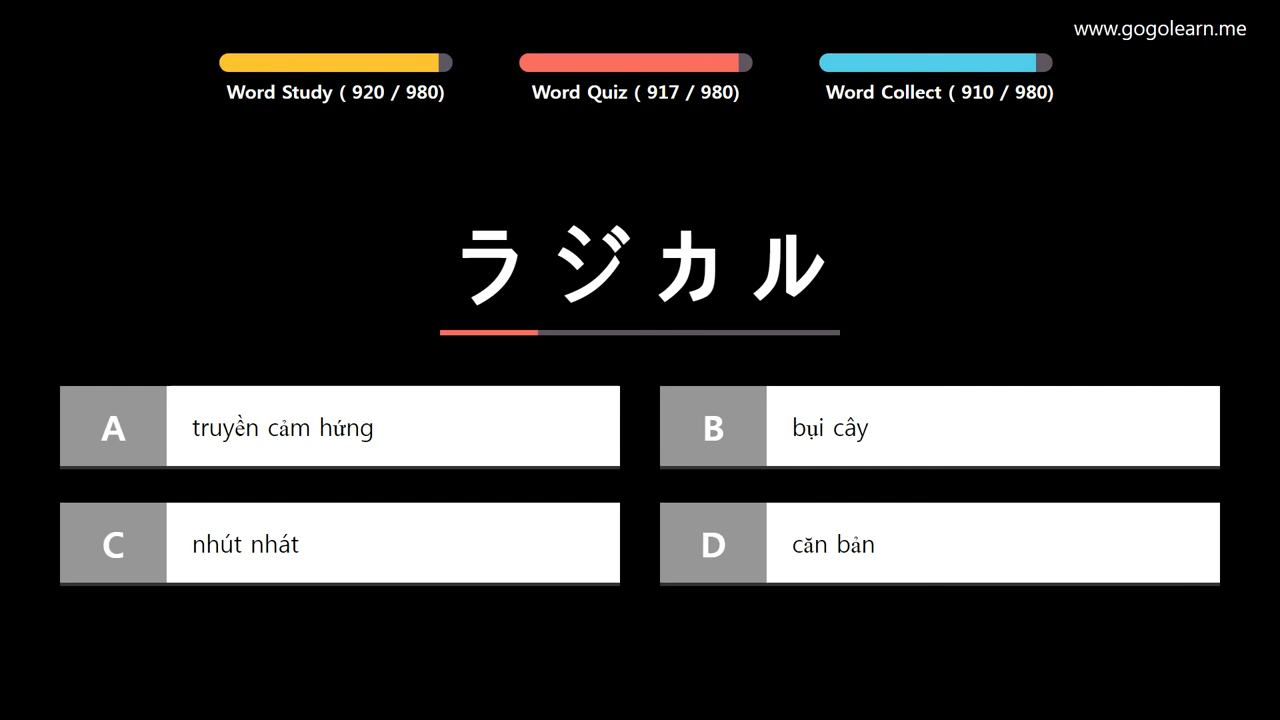 www.gogolearn.me
Word Study ( 920 / 980)
Word Quiz ( 917 / 980)
Word Collect ( 910 / 980)
ラジカル
A truyền cảm hứng
B bụi cây
C nhút nhát
D căn bản